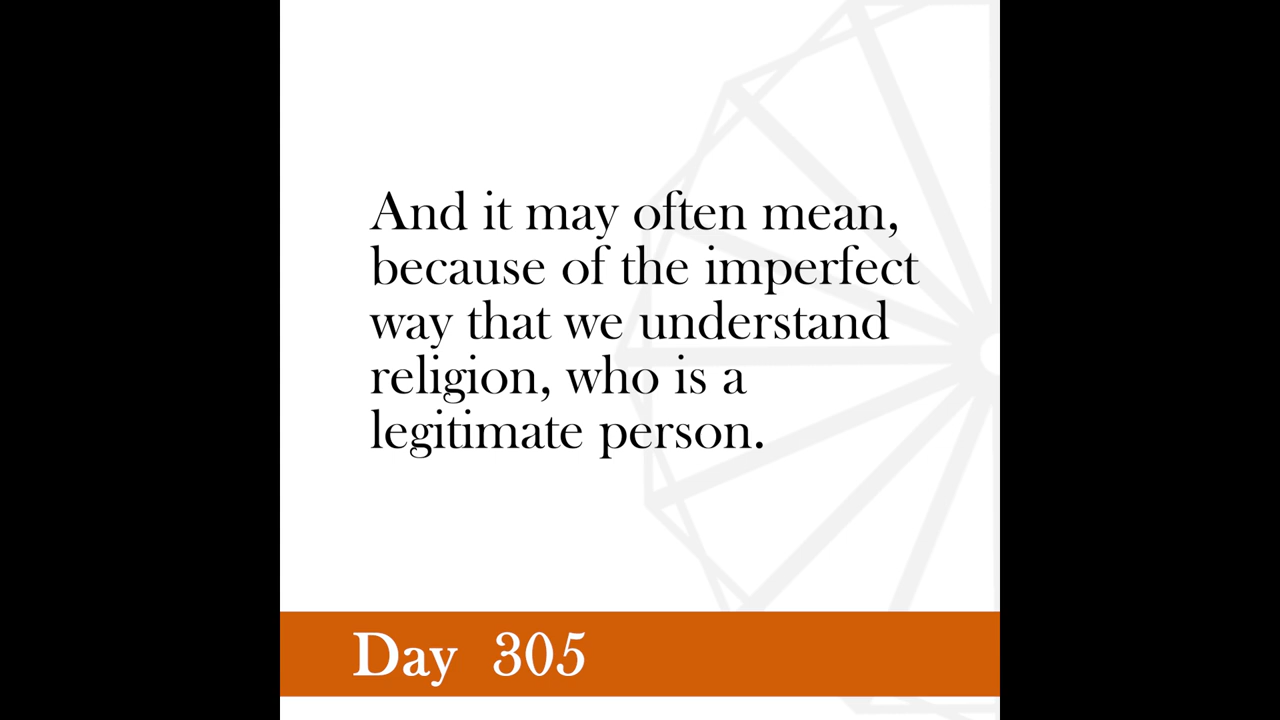 And it may often mean,
because of the imperfect
way that we understand
religion, who is a
legitimate person.
Day 305